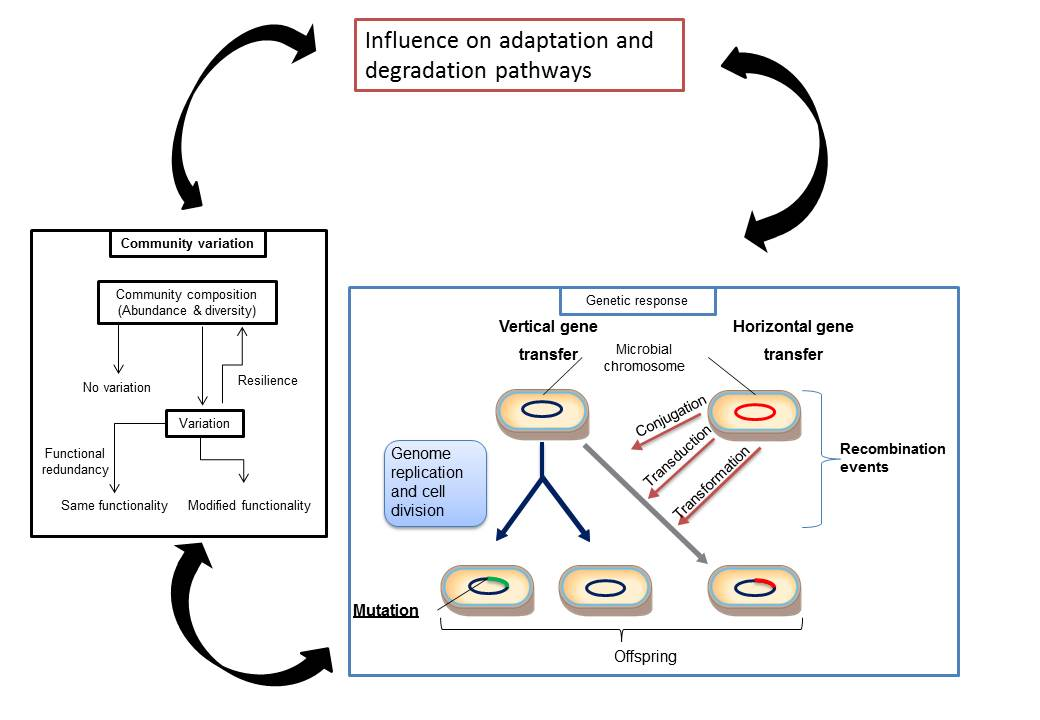 Influence on adaptation and
degradation pathways
Community variation
Community composition
(Abundance & diversity)
No variation
Resilience
Variation
Functional
redundancy
Same functionality
Modified functionality
Genetic response
Vertical gene
transfer
Horizontal gene
transfer
Microbial
chromosome
Conjugation
Transduction
Transformation
Recombination
events
Genome
replication
and cell
division
Mutation
Offspring